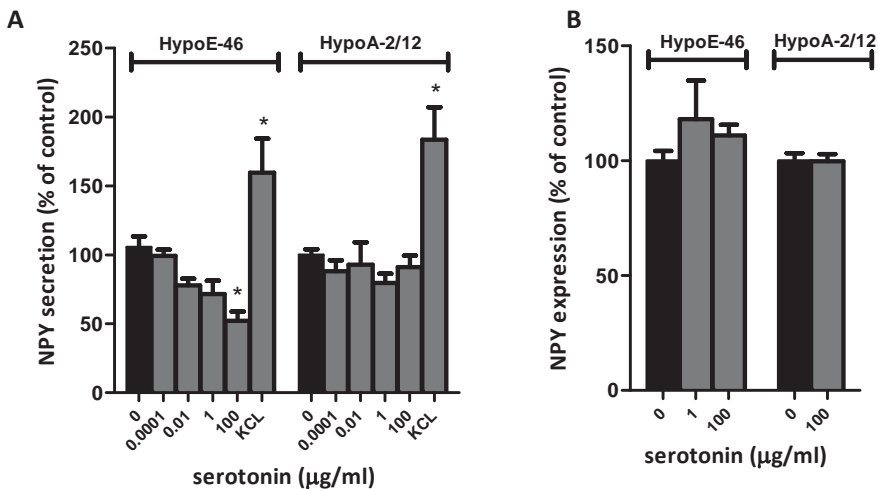 A
HypoE-46
HypoA-2/12
NPY secretion (% of control)
250
200
150
100
50
0
*
*
*
0
0.0001
0.01
1
100
KCL
0
0.0001
0.01
1
100
KCL
serotonin (μg/ml)
B
HypoE-46
HypoA-2/12
NPY expression (% of control)
150
100
50
0
0
1
100
0
100
serotonin (μg/ml)